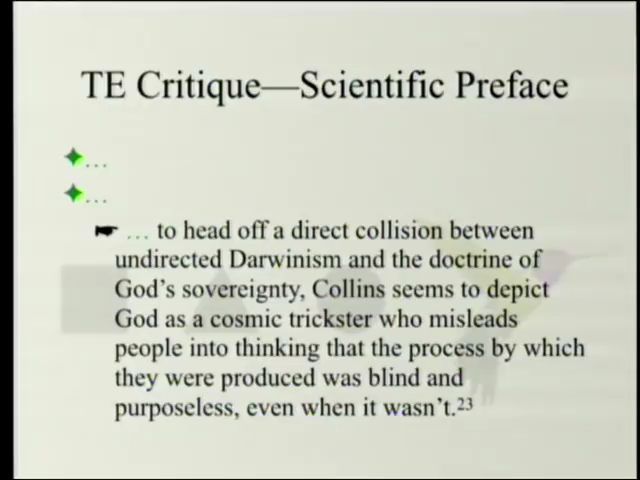 TE Critique—Scientific Preface
…
…
… to head off a direct collision between
undirected Darwinism and the doctrine of
God's sovereignty, Collins seems to depict
God as a cosmic trickster who misleads
people into thinking that the process by which
they were produced was blind and
purposeless, even when it wasn't.23